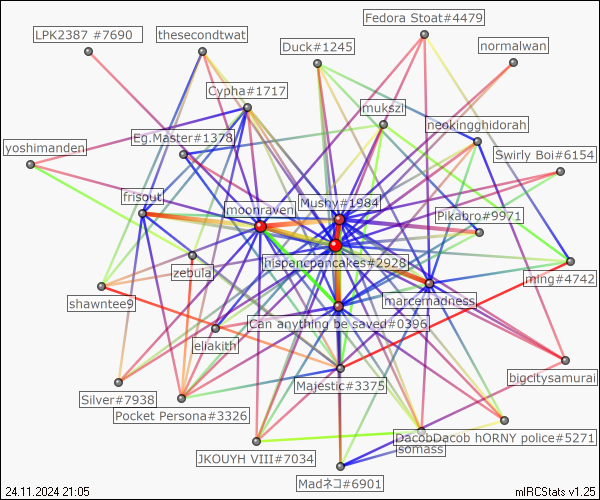 Fedora Stoat#4479
LPK2387 #7690
thesecondtwat
Duck#1245
normalwan
Cypha#1717
mukszi
neokingghidorah
Eg.Master#1378
yoshimanden
Swirly Boi#6154
frisout
moonraven
Mushy#1984
Pikabro#9971
hispanicpancakes#2928
zebula
ming#4742
shawntee9
marcemadness
Can anything be saved#0396
eliakith
bigcitysamurai
Majestic#3375
Silver#7938
Pocket Persona#3326
DacobDacob hORNY police#5271
somass
JKOUYH VIII#7034
Madネコ#6901
24.11.2024 21:05
mIRCStats v1.25